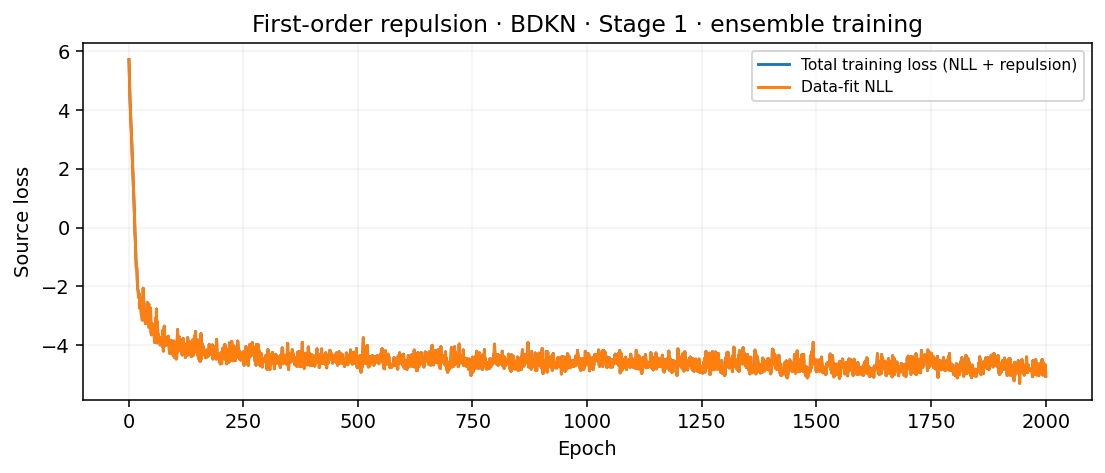 First-order repulsion · BDKN · Stage 1 · ensemble training
Total training loss (NLL + repulsion)
Data-fit NLL
Source loss
6
4
2
0
−2
−4
0 250 500 750 1000 1250 1500 1750 2000
Epoch